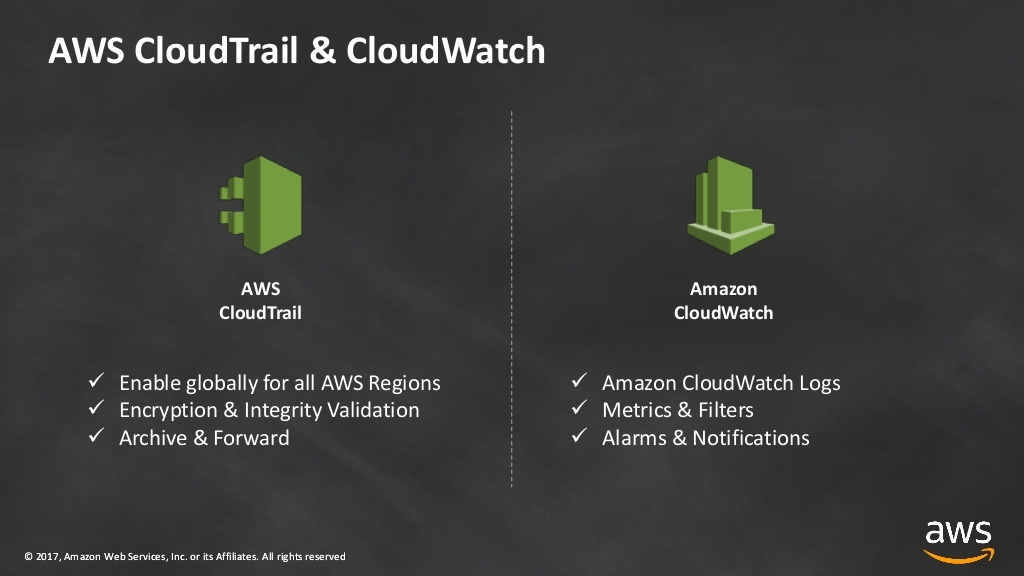 AWS CloudTrail & CloudWatch
AWS
CloudTrail
Enable globally for all AWS Regions
Encryption & Integrity Validation
Archive & Forward
Amazon
CloudWatch
Amazon CloudWatch Logs
Metrics & Filters
Alarms & Notifications
© 2017, Amazon Web Services, Inc. or its Affiliates. All rights reserved
aws